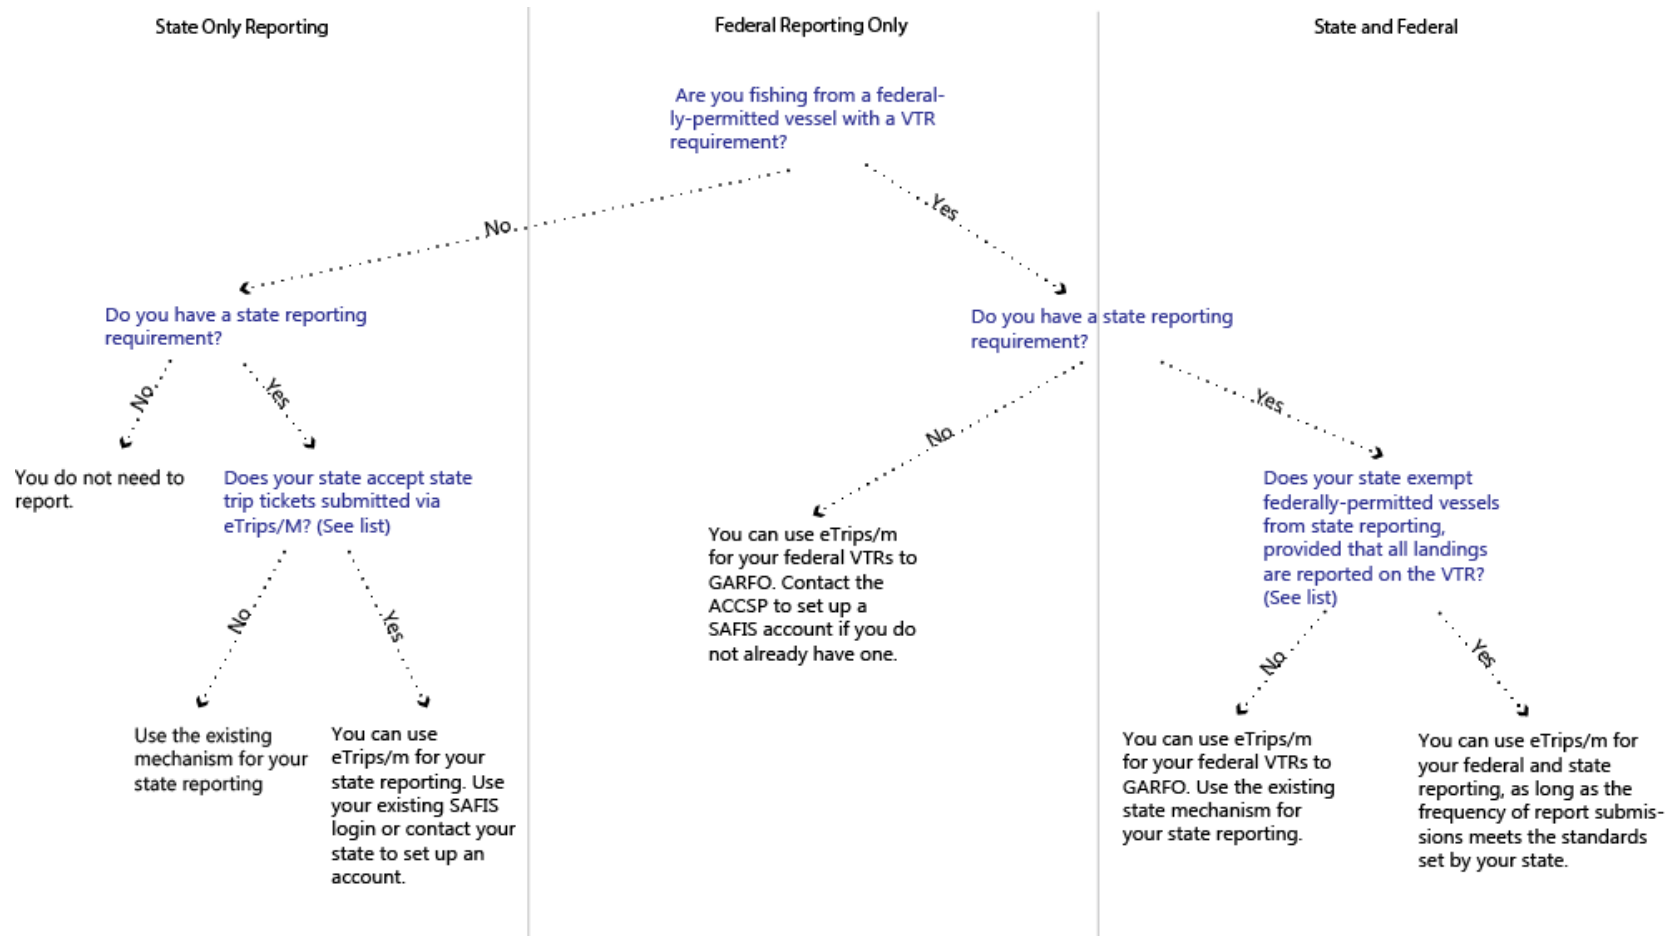 State Only Reporting
Federal Reporting Only
State and Federal
Are you fishing from a federal-
ly-permitted vessel with a VTR
requirement?
No
Yes
Do you have a state reporting
requirement?
Do you have a state reporting
requirement?
No
Yes
No
Yes
You do not need to
report.
Does your state accept state
trip tickets submitted via
eTrips/M? (See list)
You can use eTrips/m
for your federal VTRs to
GARFO. Contact the
ACCSP to set up a
SAFIS account if you do
not already have one.
Does your state exempt
federally-permitted vessels
from state reporting,
provided that all landings
are reported on the VTR?
(See list)
No
Yes
No
Yes
Use the existing
mechanism for your
state reporting
You can use
eTrips/m for your
state reporting. Use
your existing SAFIS
login or contact your
state to set up an
account.
You can use eTrips/m
for your federal VTRs to
GARFO. Use the existing
state mechanism for
your state reporting.
You can use eTrips/m for
your federal and state
reporting, as long as the
frequency of report submis-
sions meets the standards
set by your state.